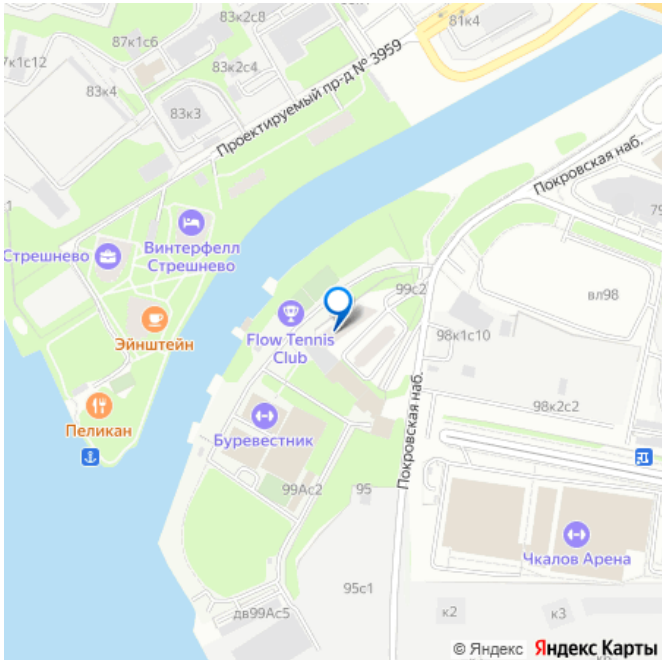 83к2с8
81к4
87к1с6
7к1с12
83к2с4
83к4
83к3
Проектируемый пр-д № 3959
Покровская наб.
79
Стрешнево
Винтерфелл
Стрешнево
99с2
вл98
Flow Tennis
Club
Эйнштейн
98к1с10
Пеликан
Буревестник
Покровская наб.
98к2с2
99Ас2
95
Чкалов Арена
95с1
дв99Ас5
к2
к3
© Яндекс Яндекс Карты